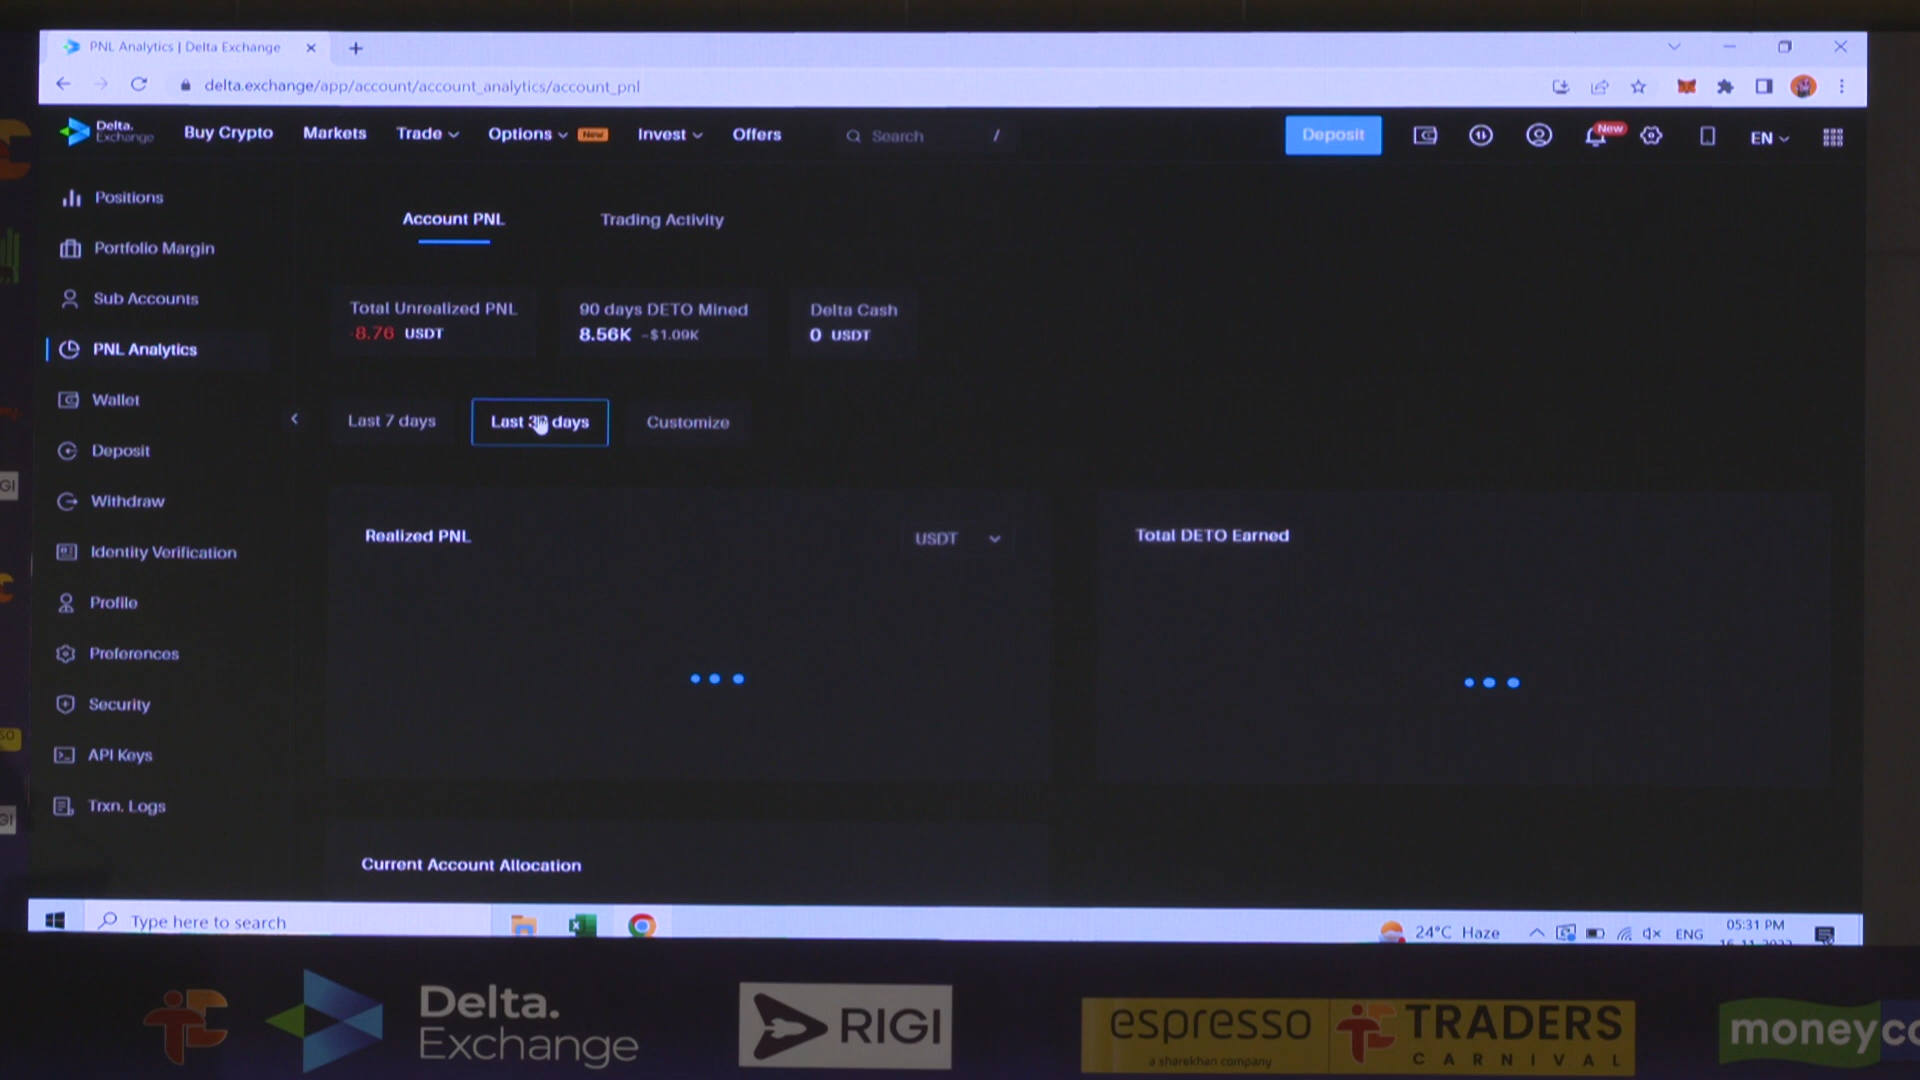 PNL Analytics | Delta Exchange
delta.exchange/app/account/account_analytics/account_pnl
Delta. Exchange Buy Crypto Markets Trade Options New Invest Offers Search / Deposit New EN
Positions
Portfolio Margin
Sub Accounts
PNL Analytics
Wallet
Deposit
Withdraw
Identity Verification
Profile
Preferences
Security
API Keys
Trxn. Logs
Account PNL Trading Activity
Total Unrealized PNL 90 days DETO Mined Delta Cash
-8.76 USDT 8.56K ~$1.09K 0 USDT
Last 7 days Last days Customize
Realized PNL USDT Total DETO Earned
Current Account Allocation
Type here to search 24°C Haze ENG 05:31 PM
Delta.
Exchange
RIGI
espresso
a sharekhan company
TRADERS
CARNIVAL
moneyco
GI